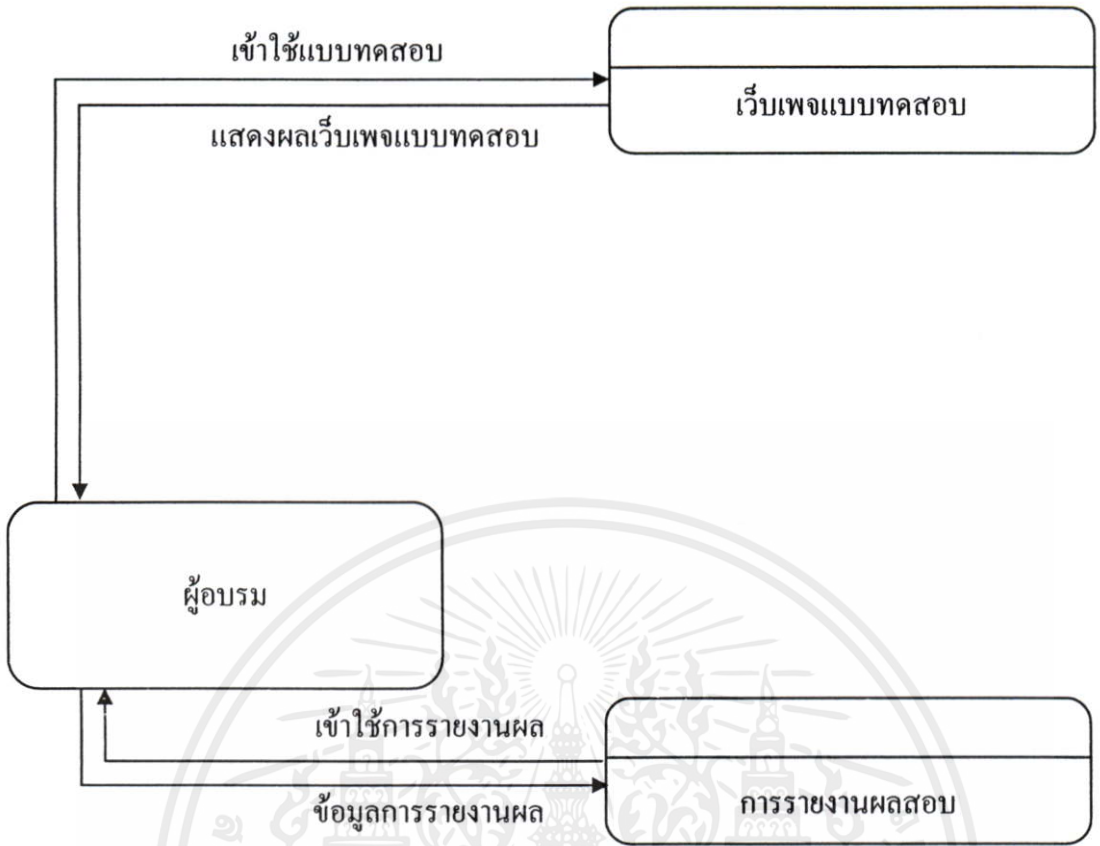 เข้าใช้แบบทดสอบ
เว็บเพจแบบทดสอบ
แสดงผลเว็บเพจแบบทดสอบ
ผู้อบรม
เข้าใช้การรายงานผล
การรายงานผลสอบ
ข้อมูลการรายงานผล